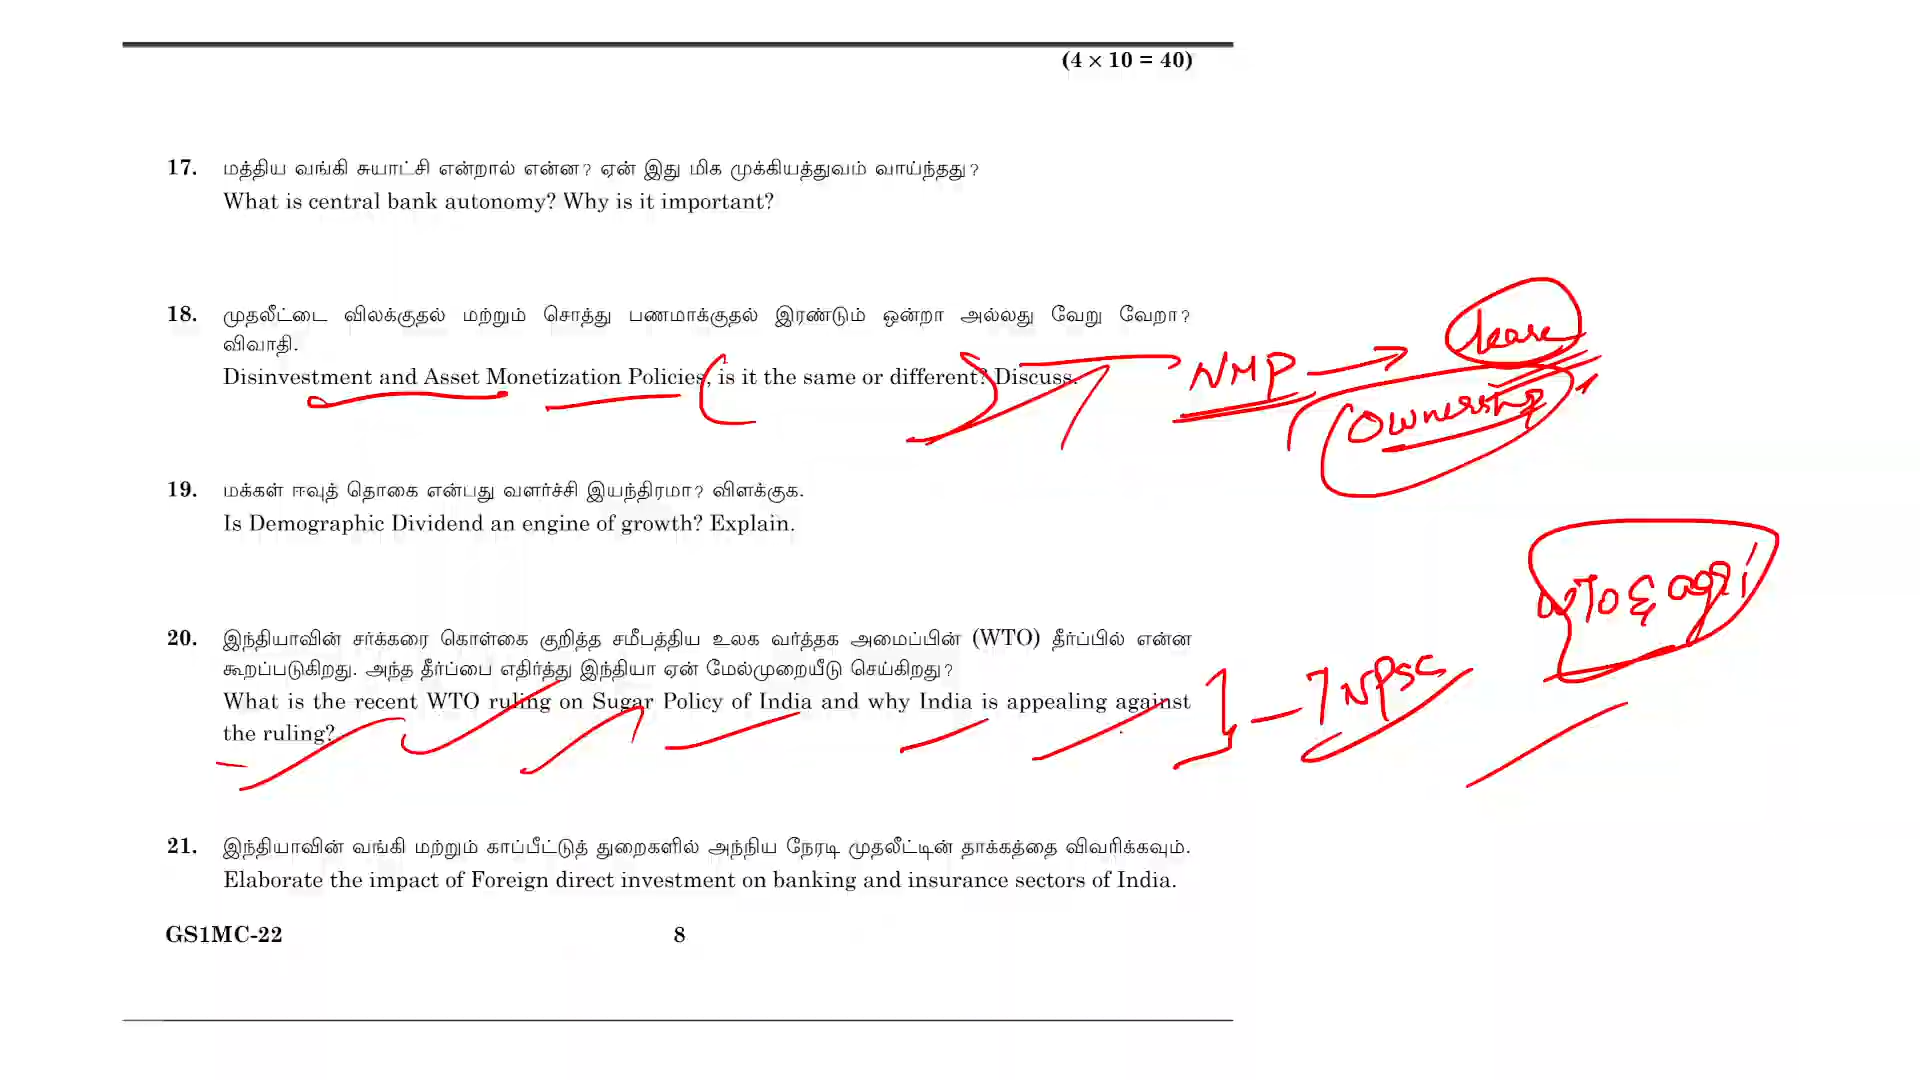 (4 × 10 = 40)
17. மத்திய வங்கி சுயாட்சி என்றால் என்ன? ஏன் இது மிக முக்கியத்துவம் வாய்ந்தது?
What is central bank autonomy? Why is it important?
18. முதலீட்டை விலக்குதல் மற்றும் சொத்து பணமாக்குதல் இரண்டும் ஒன்றா அல்லது வேறு வேறா?
விவாதி.
Disinvestment and Asset Monetization Policies, is it the same or different? Discuss.
NMP
lease
Ownership
19. மக்கள் ஈவுத் தொகை என்பது வளர்ச்சி இயந்திரமா? விளக்குக.
Is Demographic Dividend an engine of growth? Explain.
WTO & agri
20. இந்தியாவின் சர்க்கரை கொள்கை குறித்த சமீபத்திய உலக வர்த்தக அமைப்பின் (WTO) தீர்ப்பில் என்ன
கூறப்படுகிறது. அந்த தீர்ப்பை எதிர்த்து இந்தியா ஏன் மேல்முறையீடு செய்கிறது?
What is the recent WTO ruling on Sugar Policy of India and why India is appealing against
the ruling?
TNPSC
21. இந்தியாவின் வங்கி மற்றும் காப்பீட்டுத் துறைகளில் அந்நிய நேரடி முதலீட்டின் தாக்கத்தை விவரிக்கவும்.
Elaborate the impact of Foreign direct investment on banking and insurance sectors of India.
GS1MC-22 8